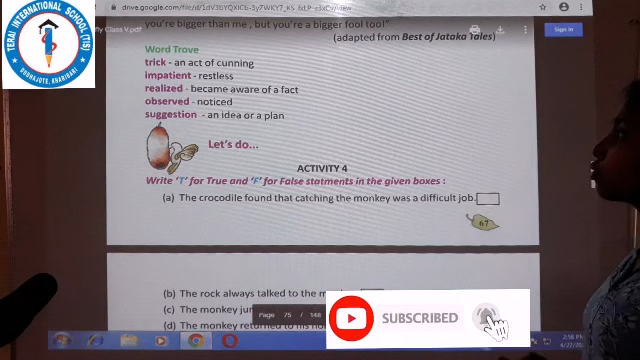 TERAI INTERNATIONAL SCHOOL (TIS)
DUDHAJOTE, KHARIBARI
Sign in
you're bigger than me, but you're a bigger fool too!"
(adapted from Best of Jataka Tales)
Word Trove
trick - an act of cunning
impatient - restless
realized - became aware of a fact
observed - noticed
suggestion - an idea or a plan
Let's do...
ACTIVITY 4
Write 'T' for True and 'F' for False statments in the given boxes :
(a) The crocodile found that catching the monkey was a difficult job.
67
(b) The rock always talked to the
(c) The monkey
(d) The monkey returned to his
Page 75 / 148
SUBSCRIBED
2:58 PM